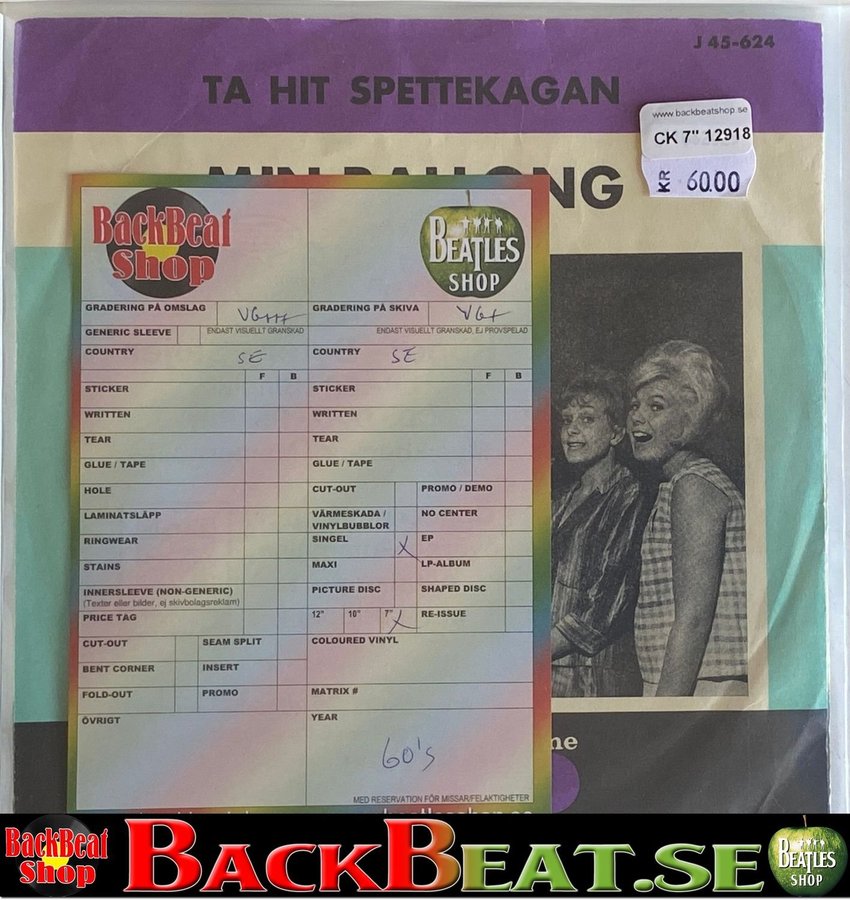 J 45-624
TA HIT SPETTEKAGAN
www.backbeatshop.se
CK 7" 12918
KR 60.00
NG
BackBeat
Shop
BEATLES
SHOP
GRADERING PÅ OMSLAG VG+++ GRADERING PÅ SKIVA VG+
GENERIC SLEEVE ENDAST VISUELLT GRANSKAD ENDAST VISUELLT GRANSKAD, EJ PROVSPELAD
COUNTRY SE COUNTRY SE
F B F B
STICKER STICKER
WRITTEN WRITTEN
TEAR TEAR
GLUE / TAPE GLUE / TAPE
HOLE CUT-OUT PROMO / DEMO
LAMINATSLÄPP VÄRMESKADA / VINYLBUBBLOR NO CENTER
RINGWEAR SINGEL X EP
STAINS MAXI LP-ALBUM
INNERSLEEVE (NON-GENERIC) PICTURE DISC SHAPED DISC
(Texter eller bilder, ej skivbolagsreklam)
PRICE TAG 12" 10" 7" X RE-ISSUE
CUT-OUT SEAM SPLIT COLOURED VINYL
BENT CORNER INSERT
FOLD-OUT PROMO MATRIX #
ÖVRIGT YEAR
60's
ne
MED RESERVATION FÖR MISSAR/FELAKTIGHETER
BackBeat
Shop
BACKBEAT.SE
BEATLES
SHOP